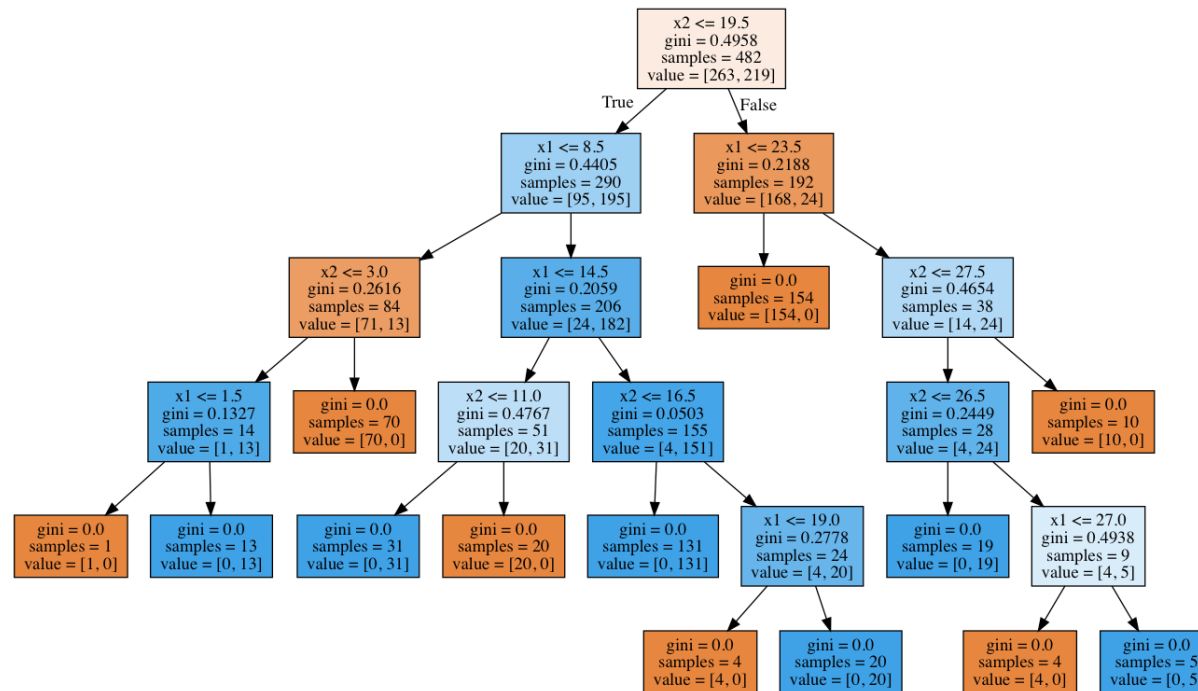 x2 <= 19.5
gini = 0.4958
samples = 482
value = [263, 219]
True
False
x1 <= 8.5
gini = 0.4405
samples = 290
value = [95, 195]
x1 <= 23.5
gini = 0.2188
samples = 192
value = [168, 24]
x2 <= 3.0
gini = 0.2616
samples = 84
value = [71, 13]
x1 <= 14.5
gini = 0.2059
samples = 206
value = [24, 182]
gini = 0.0
samples = 154
value = [154, 0]
x2 <= 27.5
gini = 0.4654
samples = 38
value = [14, 24]
x1 <= 1.5
gini = 0.1327
samples = 14
value = [1, 13]
gini = 0.0
samples = 70
value = [70, 0]
x2 <= 11.0
gini = 0.4767
samples = 51
value = [20, 31]
x2 <= 16.5
gini = 0.0503
samples = 155
value = [4, 151]
x2 <= 26.5
gini = 0.2449
samples = 28
value = [4, 24]
gini = 0.0
samples = 10
value = [10, 0]
gini = 0.0
samples = 1
value = [1, 0]
gini = 0.0
samples = 13
value = [0, 13]
gini = 0.0
samples = 31
value = [0, 31]
gini = 0.0
samples = 20
value = [20, 0]
gini = 0.0
samples = 131
value = [0, 131]
x1 <= 19.0
gini = 0.2778
samples = 24
value = [4, 20]
gini = 0.0
samples = 19
value = [0, 19]
x1 <= 27.0
gini = 0.4938
samples = 9
value = [4, 5]
gini = 0.0
samples = 4
value = [4, 0]
gini = 0.0
samples = 20
value = [0, 20]
gini = 0.0
samples = 4
value = [4, 0]
gini = 0.0
samples = 5
value = [0, 5